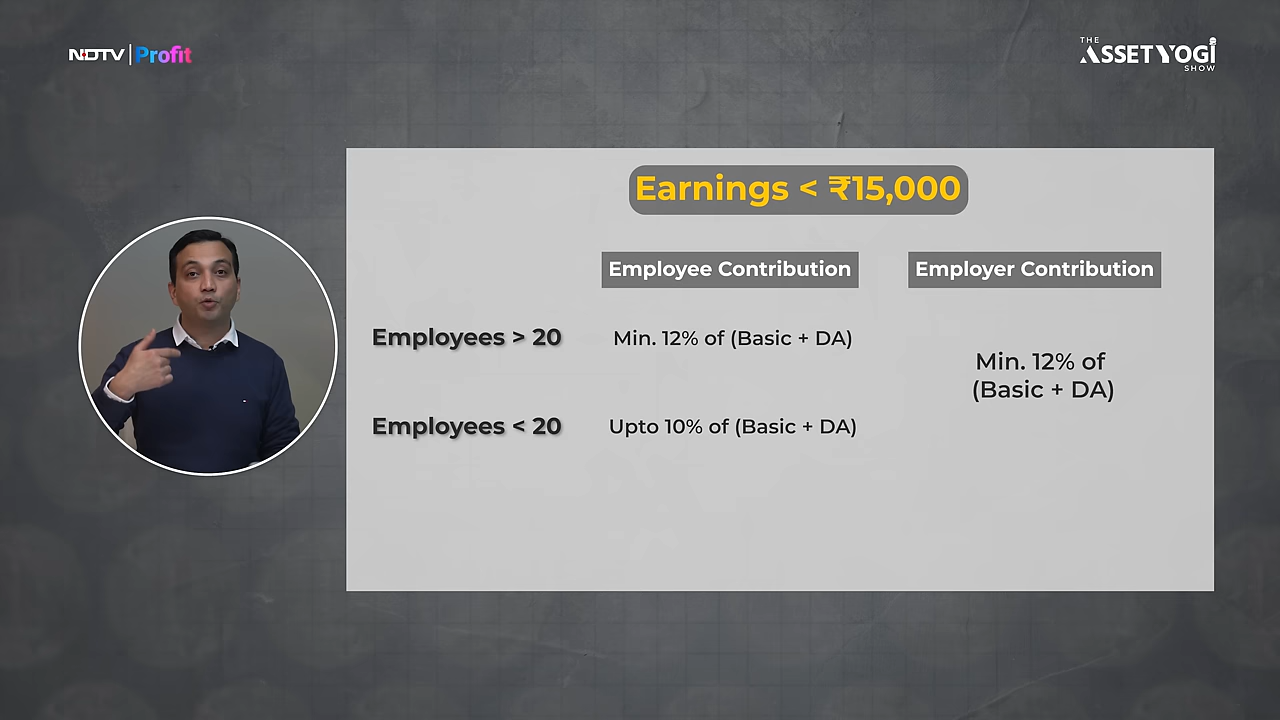 NDTV Profit
THE
ASSET YOGI
SHOW
Earnings < ₹15,000
Employee Contribution
Employer Contribution
Employees > 20
Min. 12% of (Basic + DA)
Min. 12% of
(Basic + DA)
Employees < 20
Upto 10% of (Basic + DA)